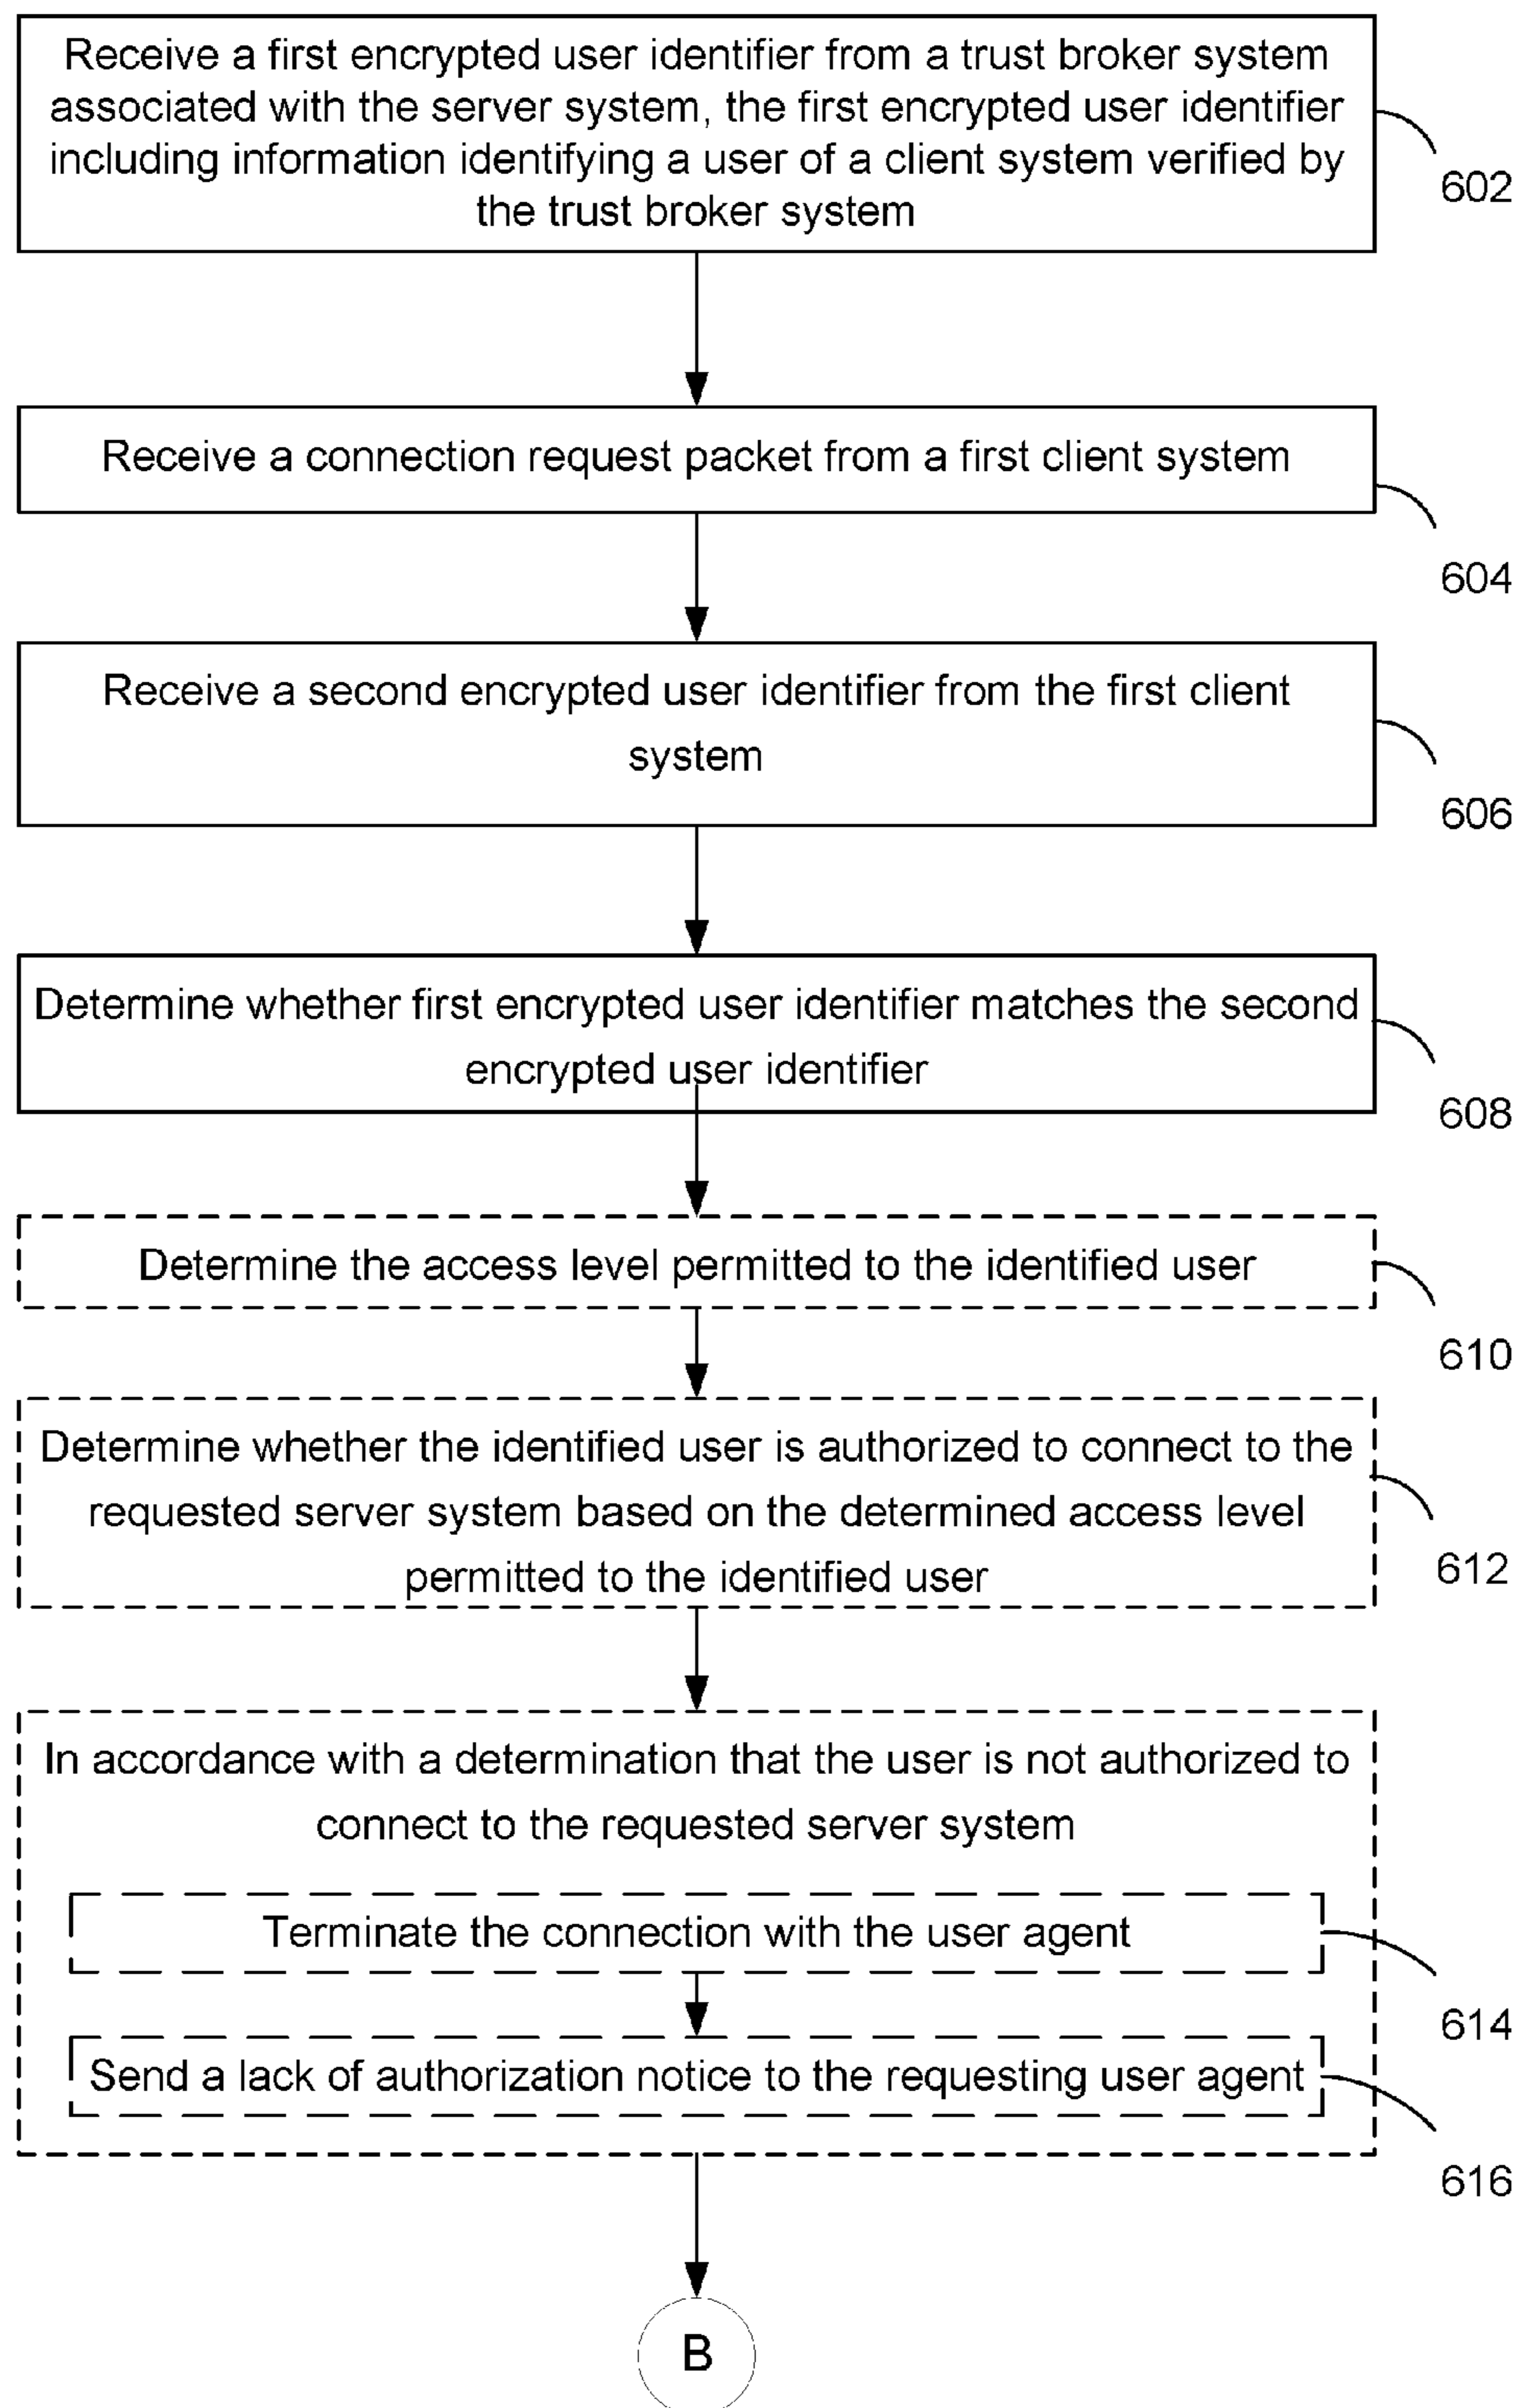 Receive a first encrypted user identifier from a trust broker system
associated with the server system, the first encrypted user identifier
including information identifying a user of a client system verified by
the trust broker system
602
Receive a connection request packet from a first client system
604
Receive a second encrypted user identifier from the first client
system
606
Determine whether first encrypted user identifier matches the second
encrypted user identifier
608
Determine the access level permitted to the identified user
610
Determine whether the identified user is authorized to connect to the
requested server system based on the determined access level
permitted to the identified user
612
In accordance with a determination that the user is not authorized to
connect to the requested server system
Terminate the connection with the user agent
614
Send a lack of authorization notice to the requesting user agent
616
B